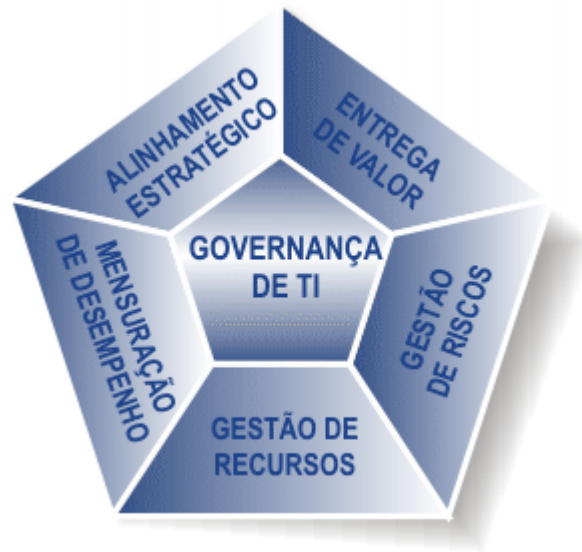 ALINHAMENTO
ESTRATÉGICO
ENTREGA
DE VALOR
GOVERNANÇA
DE TI
MENSURAÇÃO
DE DESEMPENHO
GESTÃO
DE RISCOS
GESTÃO DE
RECURSOS